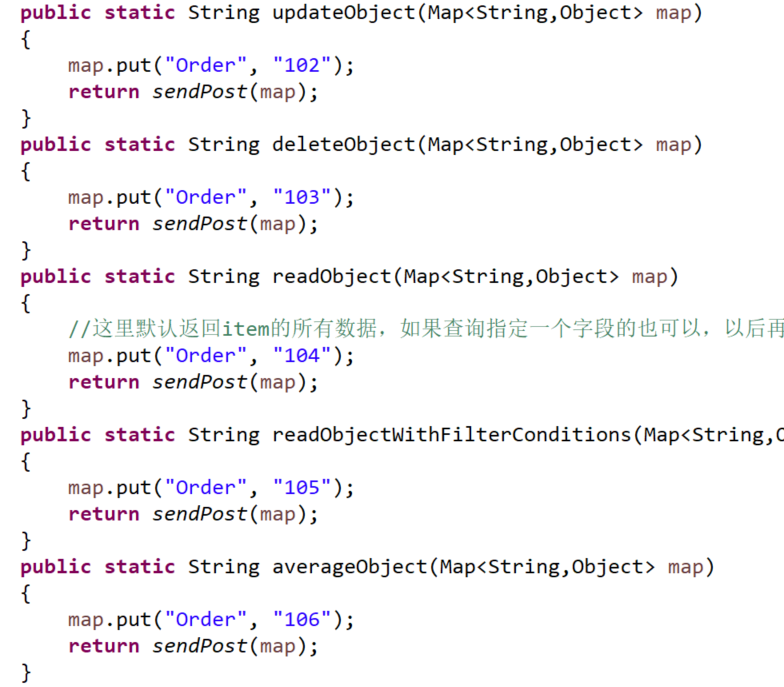 public static String updateObject(Map<String,Object> map)
{
map.put("Order", "102");
return sendPost(map);
}
public static String deleteObject(Map<String,Object> map)
{
map.put("Order", "103");
return sendPost(map);
}
public static String readObject(Map<String,Object> map)
{
//这里默认返回item的所有数据，如果查询指定一个字段的也可以，以后再
map.put("Order", "104");
return sendPost(map);
}
public static String readObjectWithFilterConditions(Map<String,
{
map.put("Order", "105");
return sendPost(map);
}
public static String averageObject(Map<String,Object> map)
{
map.put("Order", "106");
return sendPost(map);
}